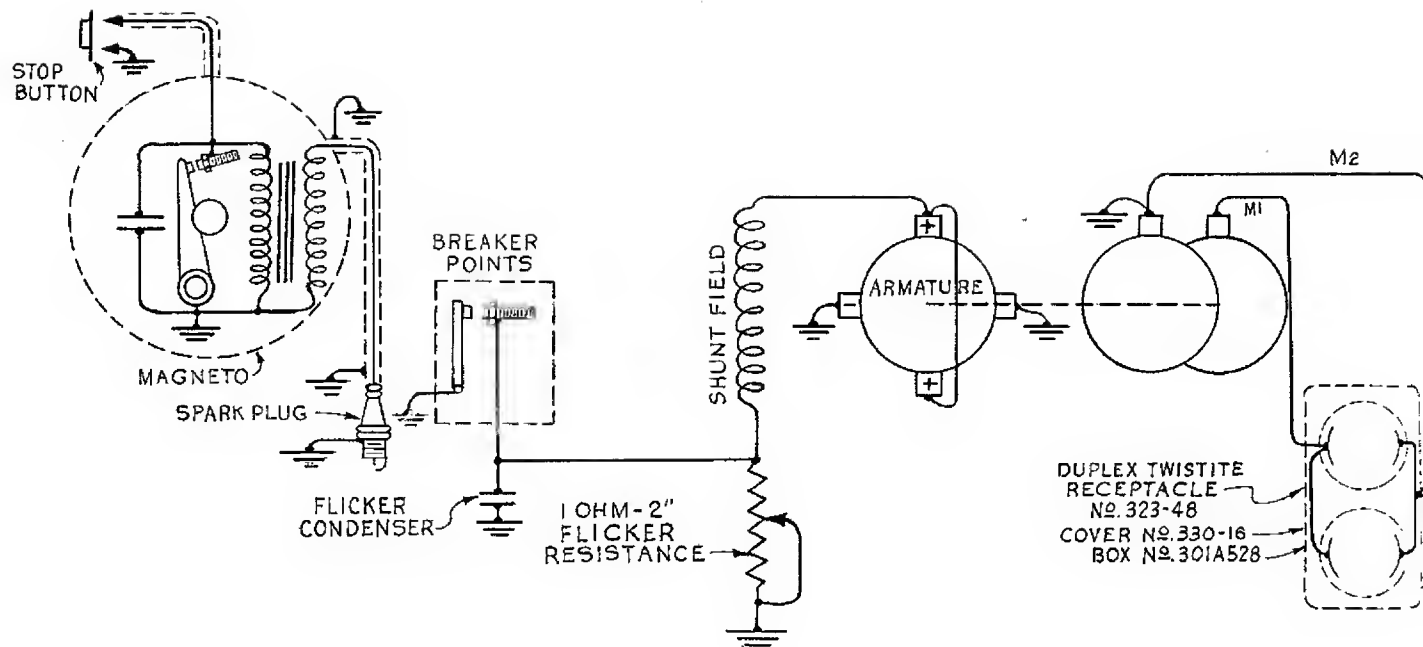 STOP
BUTTON
MAGNETO
SPARK PLUG
BREAKER
POINTS
FLICKER
CONDENSER
1 OHM-2"
FLICKER
RESISTANCE
SHUNT FIELD
+
ARMATURE
-
-
+
M2
M1
DUPLEX TWISTITE
RECEPTACLE
Nº.323-48
COVER Nº.330-16
BOX Nº.301A528